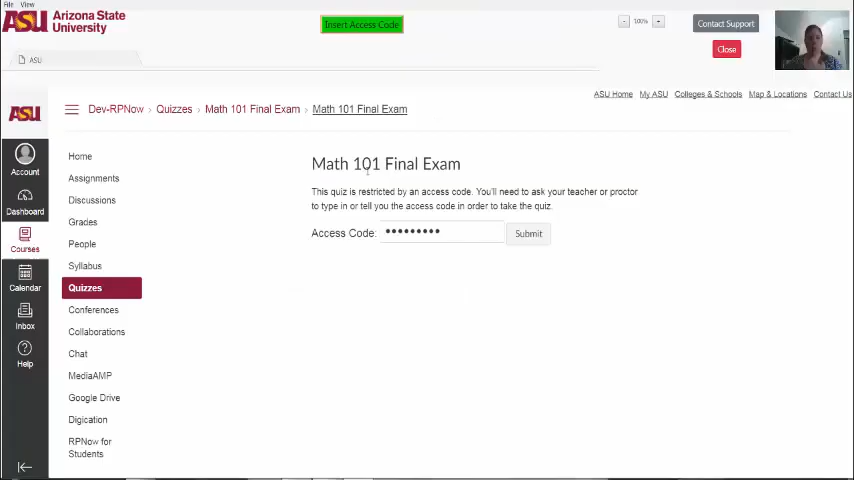 File View
ASU Arizona State University
Insert Access Code
- 100% +
Contact Support
Close
ASU
ASU Home My ASU Colleges & Schools Map & Locations Contact Us
ASU
Dev-RPNow › Quizzes › Math 101 Final Exam › Math 101 Final Exam
Account
Dashboard
Courses
Calendar
Inbox
Help
Home
Assignments
Discussions
Grades
People
Syllabus
Quizzes
Conferences
Collaborations
Chat
MediaAMP
Google Drive
Digication
RPNow for
Students
Math 101 Final Exam
This quiz is restricted by an access code. You'll need to ask your teacher or proctor
to type in or tell you the access code in order to take the quiz.
Access Code: ••••••••• Submit